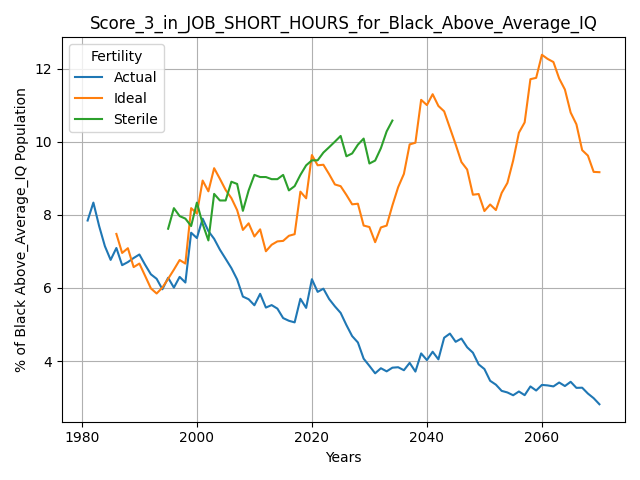 Score_3_in_JOB_SHORT_HOURS_for_Black_Above_Average_IQ
Fertility
Actual
Ideal
Sterile
% of Black Above_Average_IQ Population
12
10
8
6
4
1980
2000
2020
2040
2060
Years